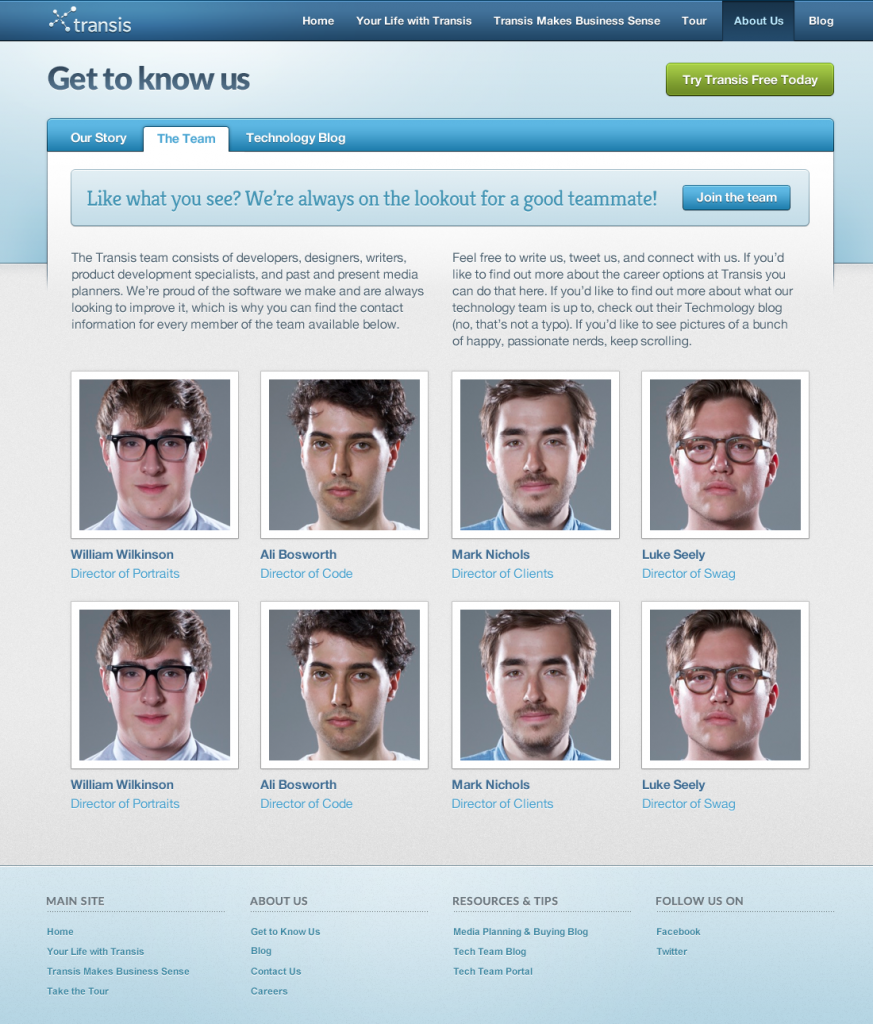 transis
Home Your Life with Transis Transis Makes Business Sense Tour About Us Blog
Get to know us
Try Transis Free Today
Our Story The Team Technology Blog
Like what you see? We're always on the lookout for a good teammate!
Join the team
The Transis team consists of developers, designers, writers,
product development specialists, and past and present media
planners. We're proud of the software we make and are always
looking to improve it, which is why you can find the contact
information for every member of the team available below.
Feel free to write us, tweet us, and connect with us. If you'd
like to find out more about the career options at Transis you
can do that here. If you'd like to find out more about what our
technology team is up to, check out their Techmology blog
(no, that's not a typo). If you'd like to see pictures of a bunch
of happy, passionate nerds, keep scrolling.
William Wilkinson Ali Bosworth Mark Nichols Luke Seely
Director of Portraits Director of Code Director of Clients Director of Swag
William Wilkinson Ali Bosworth Mark Nichols Luke Seely
Director of Portraits Director of Code Director of Clients Director of Swag
MAIN SITE
Home
Your Life with Transis
Transis Makes Business Sense
Take the Tour
ABOUT US
Get to Know Us
Blog
Contact Us
Careers
RESOURCES & TIPS
Media Planning & Buying Blog
Tech Team Blog
Tech Team Portal
FOLLOW US ON
Facebook
Twitter